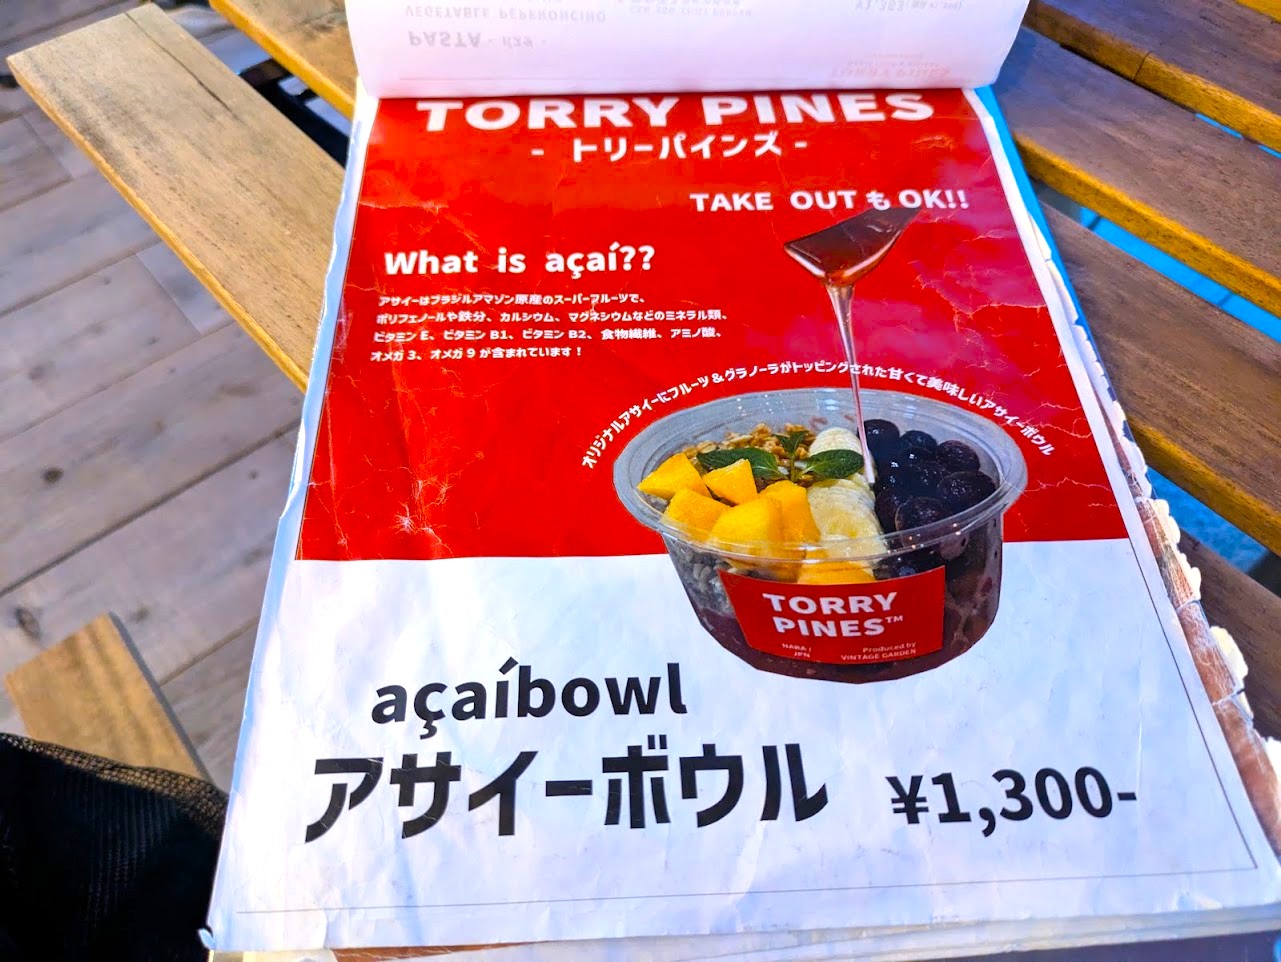 VEGETABLE PEPERONCINO
PASTA - パスタ -
TORRY PINES
- トリーパインズ -
TAKE OUT も OK!!
What is açaí??
アサイーはブラジルアマゾン原産のスーパーフルーツで、
ポリフェノールや鉄分、カルシウム、マグネシウムなどのミネラル類、
ビタミン E、ビタミン B1、ビタミン B2、食物繊維、アミノ酸、
オメガ 3、オメガ 9 が含まれています！
オリジナルアサイーにフルーツ & グラノーラがトッピングされた甘くて美味しいアサイーボウル
TORRY
PINES™
NARA /
JPN
Produced by
VINTAGE GARDEN
açaíbowl
アサイーボウル
¥1,300-